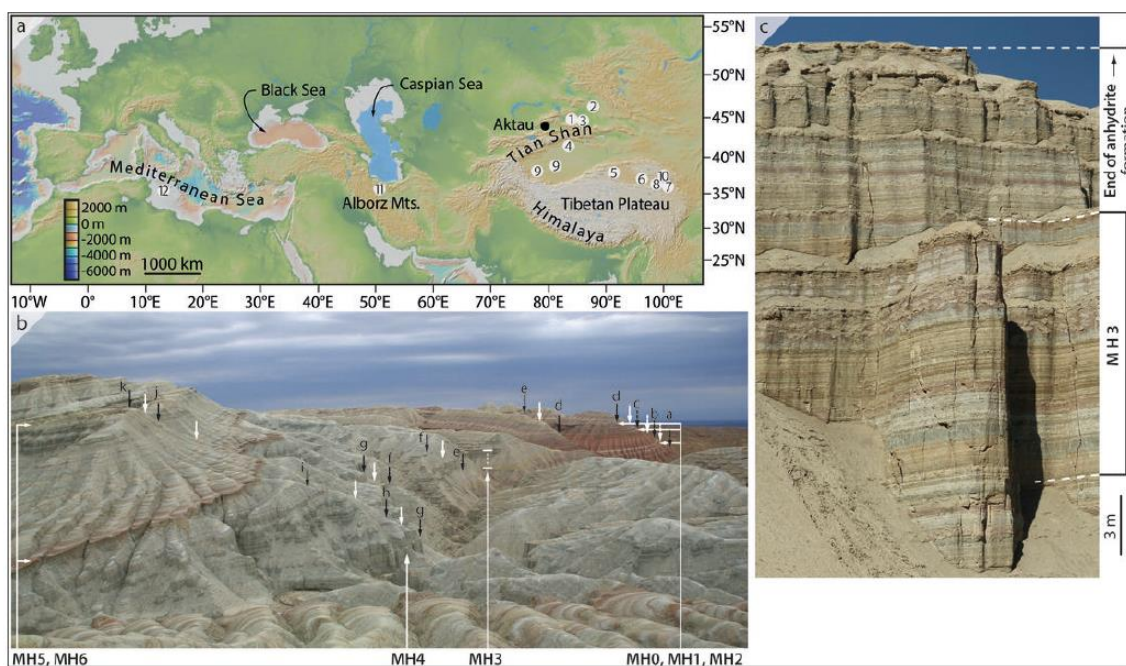 a
55°N
50°N
45°N
40°N
35°N
30°N
25°N
Black Sea
Caspian Sea
Aktau
Tian Shan
2
1
3
4
9
9
5
6
10
8
7
Mediterranean Sea
12
11
Alborz Mts.
Himalaya
Tibetan Plateau
2000 m
0 m
-2000 m
-4000 m
-6000 m
1000 km
10°W 0° 10°E 20°E 30°E 40°E 50°E 60°E 70°E 80°E 90°E 100°E
b
k
j
e
d
d
c
b
a
g
f
f
e
i
h
g
MH5, MH6
MH4
MH3
MH0, MH1, MH2
c
End of anhydrite
formation
MH3
3 m